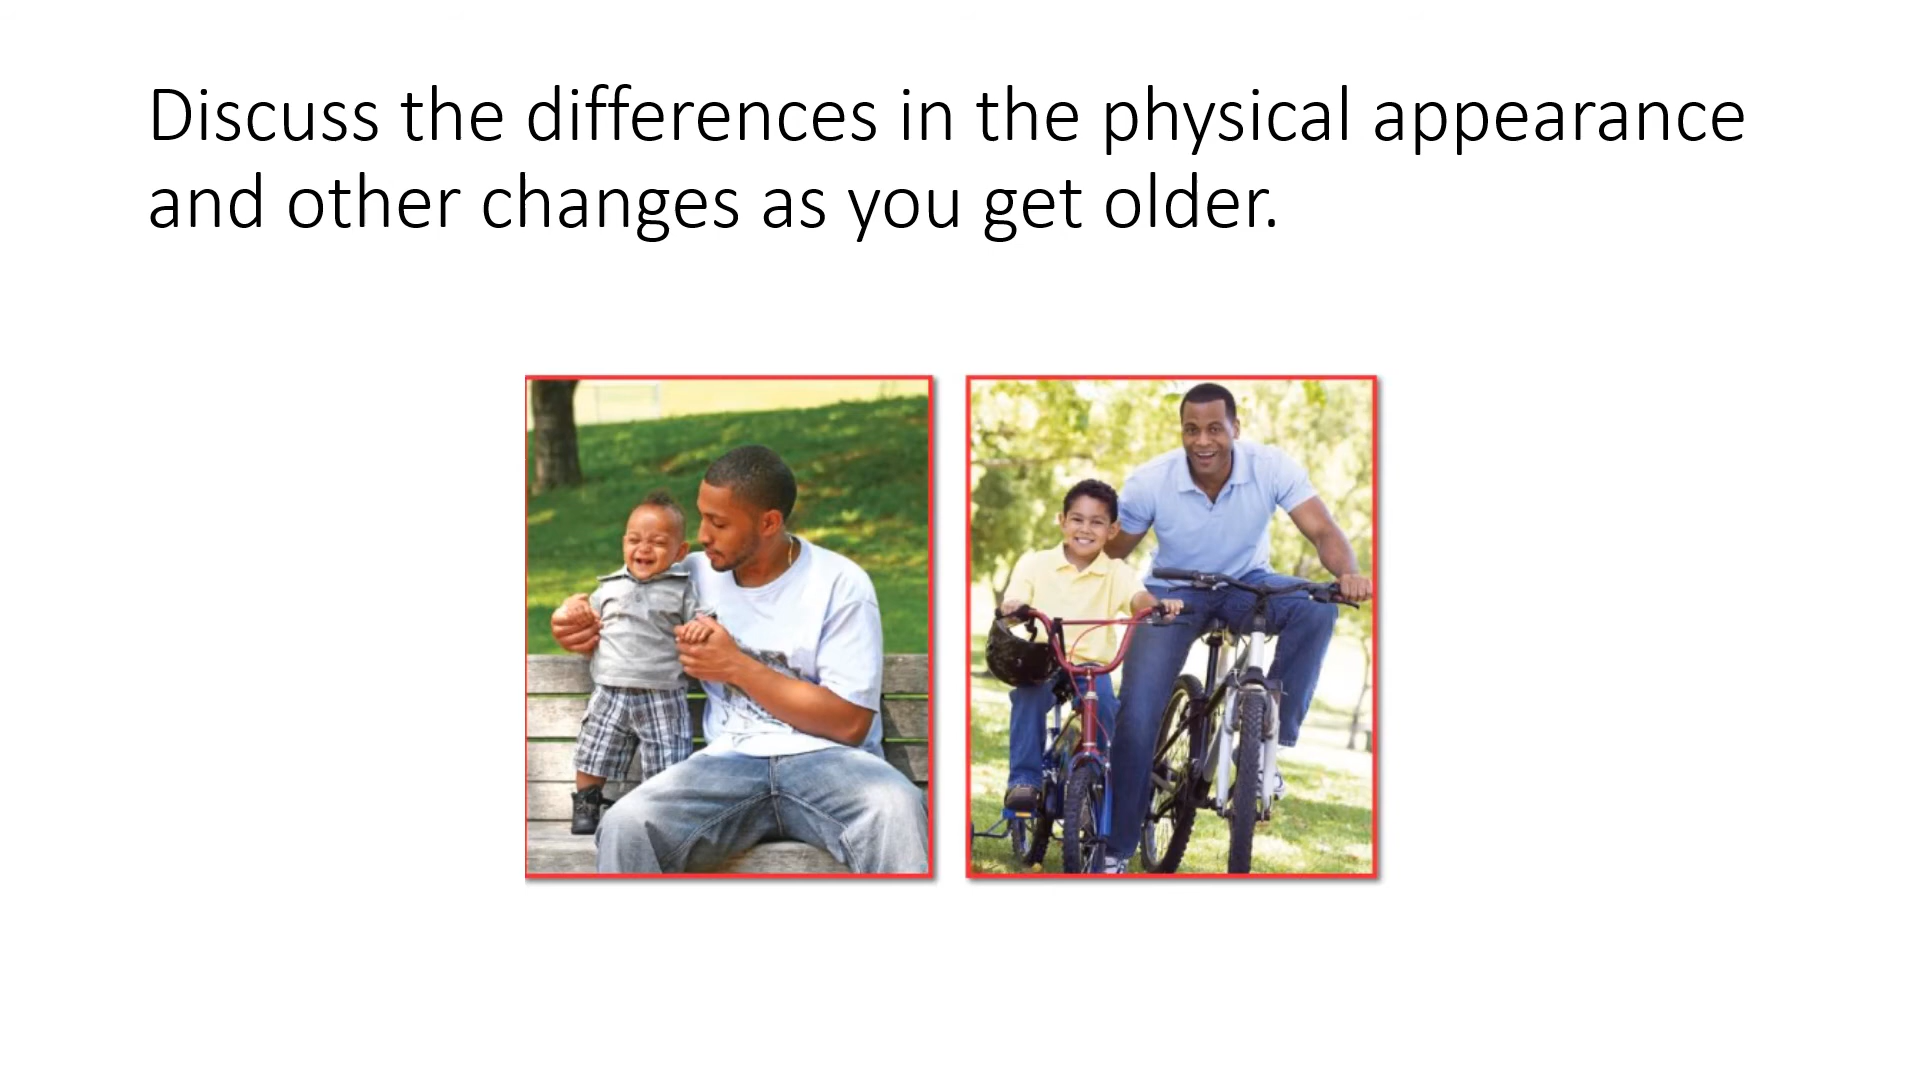 Discuss the differences in the physical appearance
and other changes as you get older.